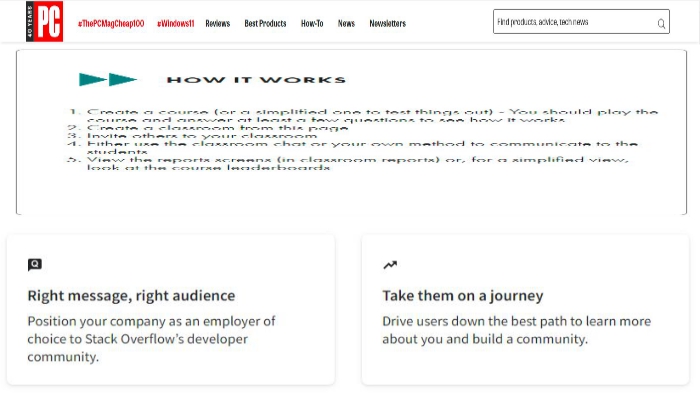 40 YEARS
PC
#ThePCMagCheap100 #Windows11 Reviews Best Products How-To News Newsletters
Find products, advice, tech news
HOW IT WORKS
1. Create a course (or a simplified one to test things out) - You should play the
course and answer at least a few questions to see how it works
2. Create a classroom from this page
3. Invite others to your classroom
4. Either use the classroom chat or your own method to communicate to the
students
5. View the reports screens (in classroom reports) or, for a simplified view,
look at the course leaderboards
Right message, right audience
Position your company as an employer of
choice to Stack Overflow's developer
community.
Take them on a journey
Drive users down the best path to learn more
about you and build a community.